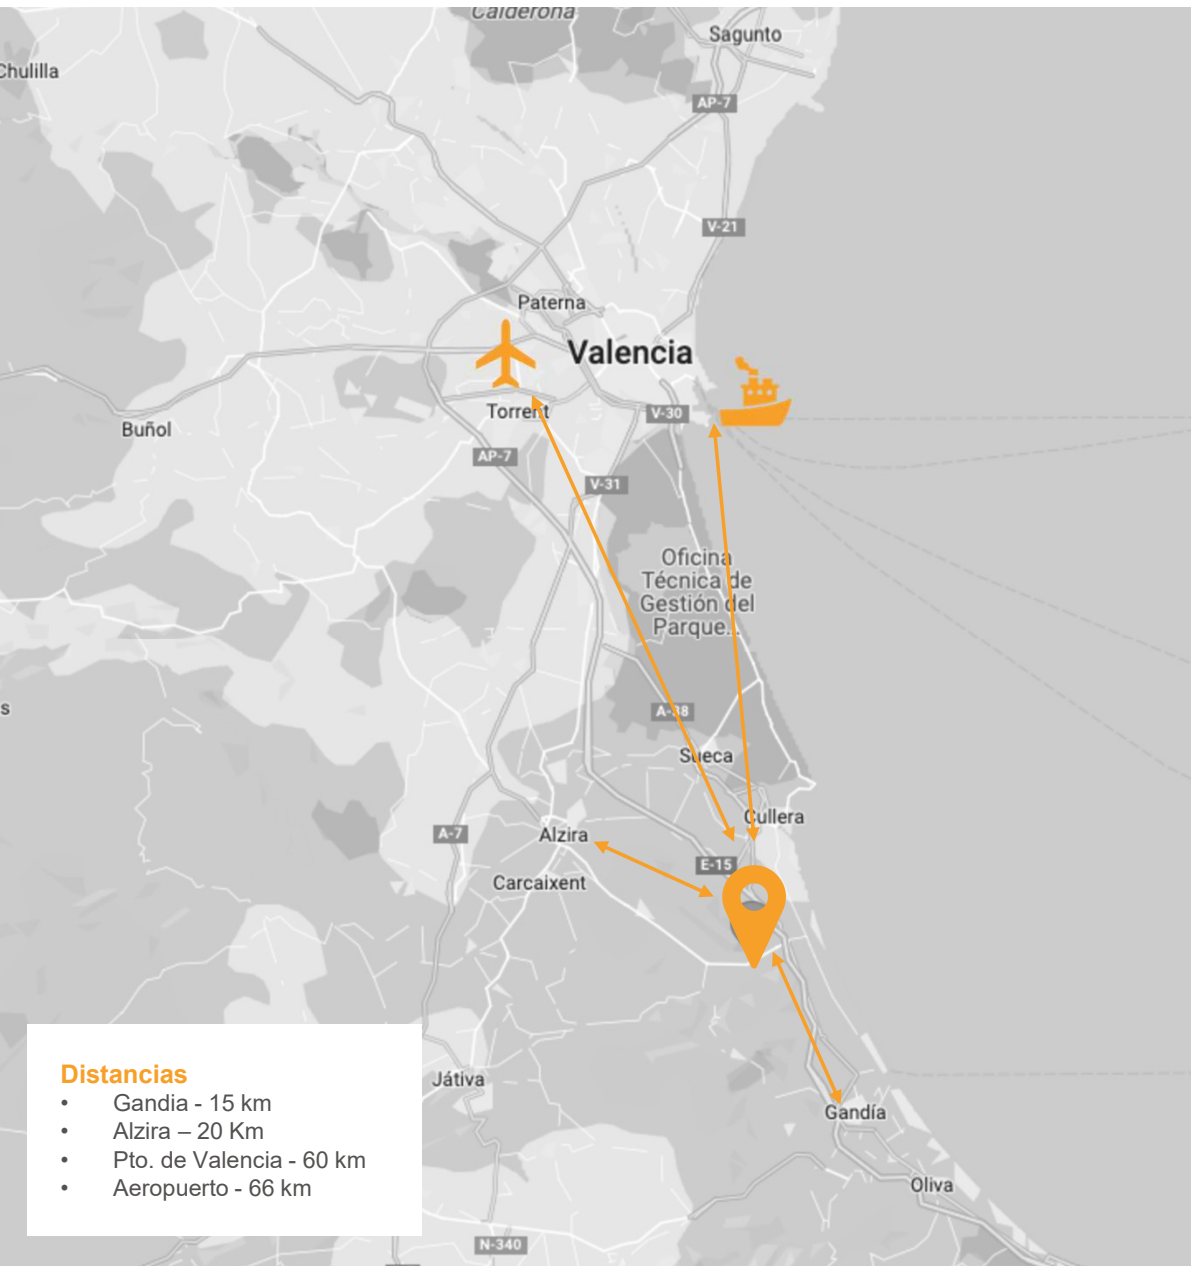 Calderona
Sagunto
Chulilla
AP-7
V-21
Paterna
Valencia
Torrent
V-30
Buñol
AP-7
V-31
Oficina
Técnica de
Gestión del
Parque...
s
A-38
Sueca
Cullera
A-7
Alzira
E-15
Carcaixent
Játiva
Gandía
Oliva
N-340
Distancias
• Gandia - 15 km
• Alzira – 20 Km
• Pto. de Valencia - 60 km
• Aeropuerto - 66 km